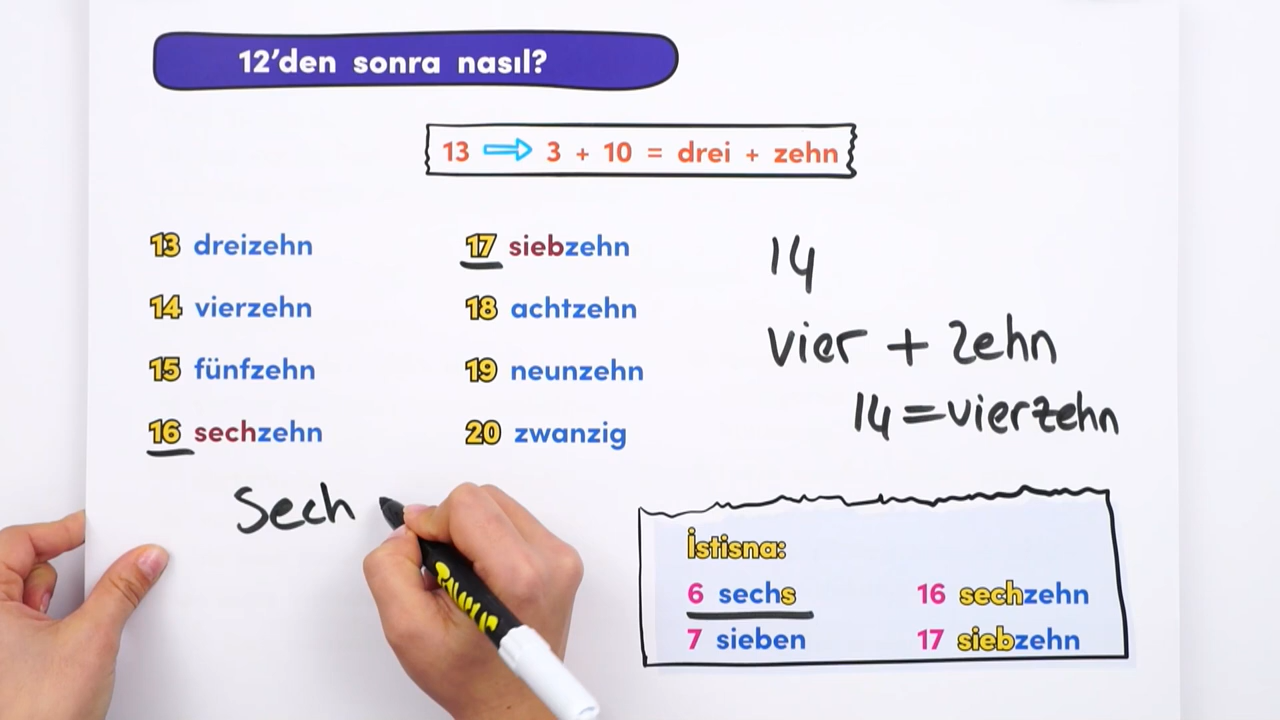 12’den sonra nasıl?
13 ⇒ 3 + 10 = drei + zehn
13 dreizehn
14 vierzehn
15 fünfzehn
16 sechzehn
17 siebzehn
18 achtzehn
19 neunzehn
20 zwanzig
14
vier + zehn
14 = vierzehn
Sech
İstisna:
6 sechs
16 sechzehn
7 sieben
17 siebzehn